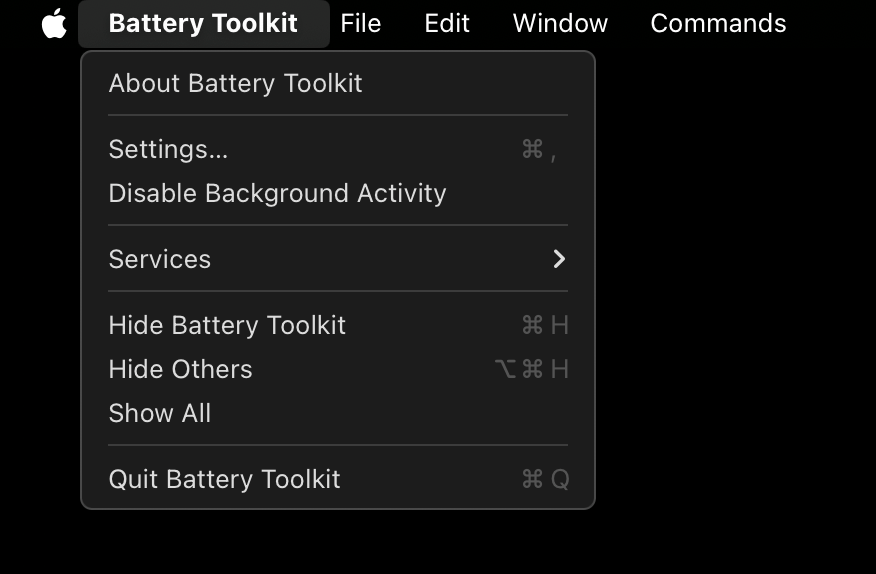 Battery Toolkit File Edit Window Commands
About Battery Toolkit
Settings... ⌘ ,
Disable Background Activity
Services
Hide Battery Toolkit ⌘ H
Hide Others ⌥ ⌘ H
Show All
Quit Battery Toolkit ⌘ Q